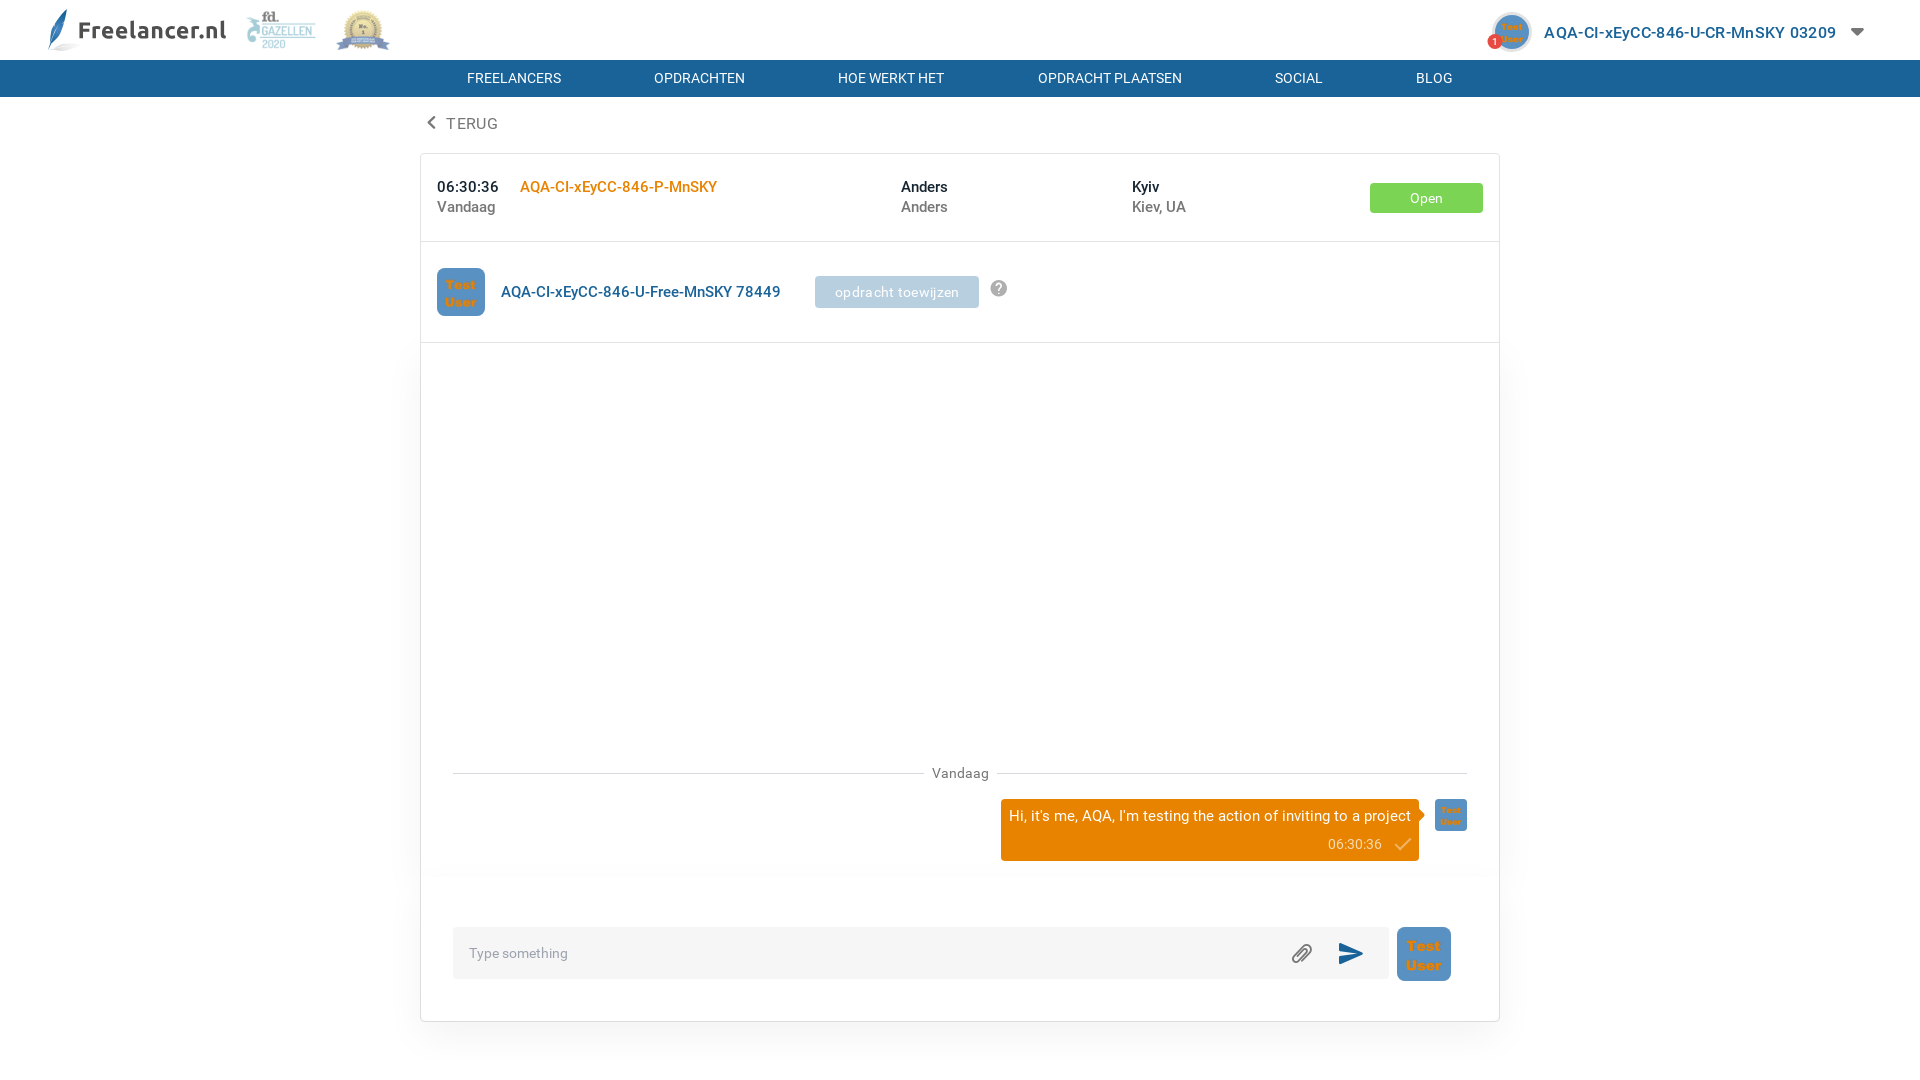 Freelancer.nl
fd.
GAZELLEN
2020
No.
1
Test
User
1
AQA-CI-xEyCC-846-U-CR-MnSKY 03209
FREELANCERS
OPDRACHTEN
HOE WERKT HET
OPDRACHT PLAATSEN
SOCIAL
BLOG
TERUG
06:30:36
AQA-CI-xEyCC-846-P-MnSKY
Anders
Kyiv
Open
Vandaag
Anders
Kiev, UA
Test
User
AQA-CI-xEyCC-846-U-Free-MnSKY 78449
opdracht toewijzen
?
Vandaag
Hi, it's me, AQA, I'm testing the action of inviting to a project
06:30:36
Test
User
Type something
Test
User